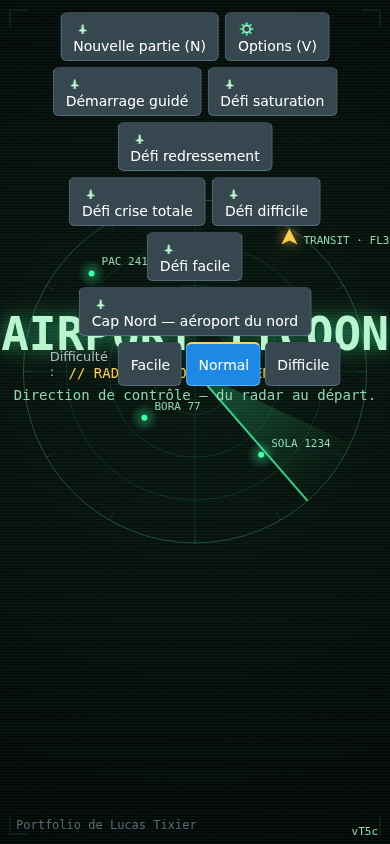 Nouvelle partie (N)
Options (V)
Démarrage guidé
Défi saturation
Défi redressement
Défi crise totale
Défi difficile
TRANSIT · FL3
PAC 241
Défi facile
Cap Nord — aéroport du nord
Difficulté :
Facile
Normal
Difficile
// RAD
Direction de contrôle — du radar au départ.
BORA 77
SOLA 1234
Portfolio de Lucas Tixier
vT5c